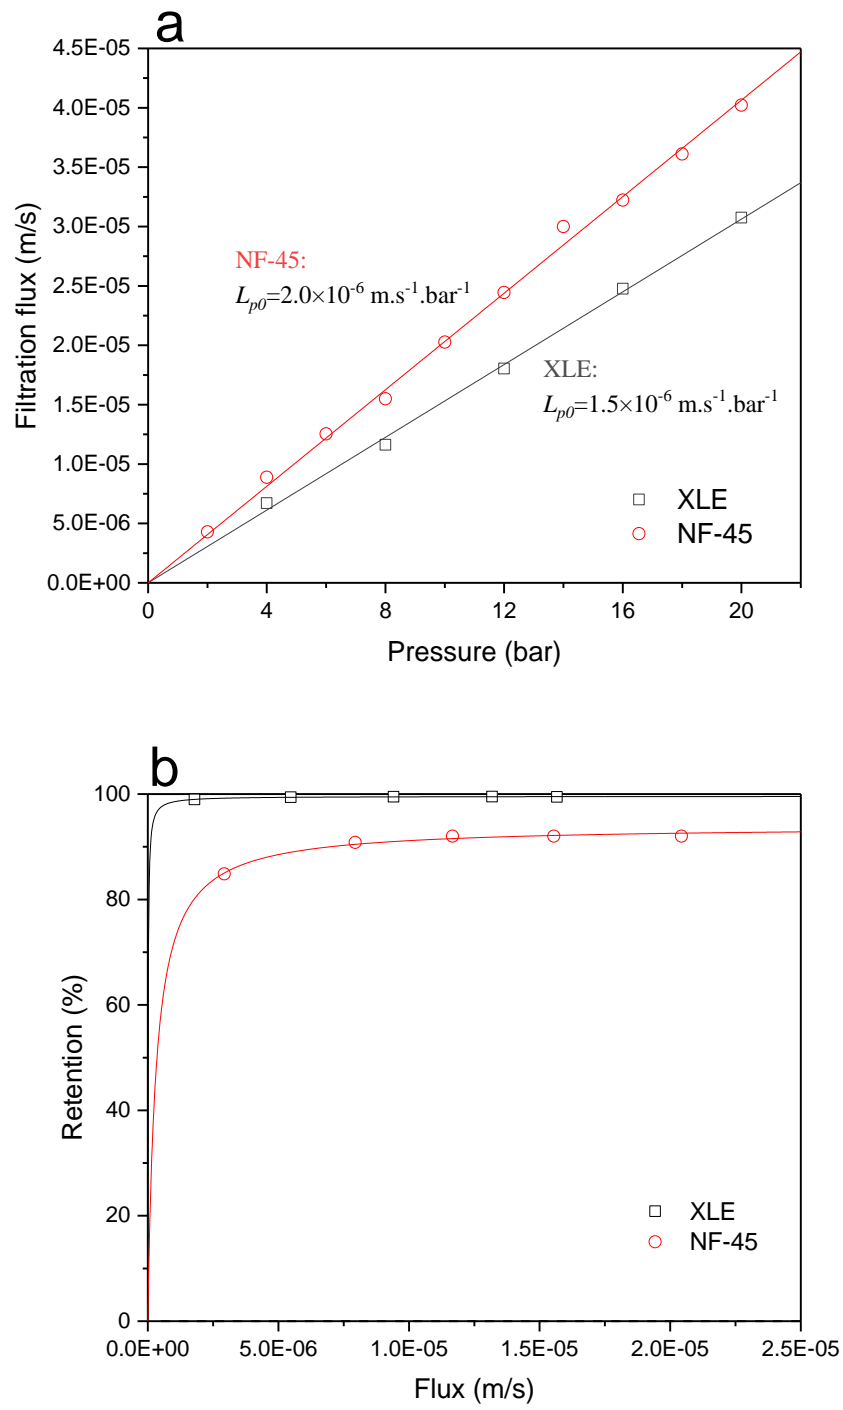 a
4.5E-05
4.0E-05
3.5E-05
3.0E-05
2.5E-05
2.0E-05
1.5E-05
1.0E-05
5.0E-06
0.0E+00
Filtration flux (m/s)
NF-45:
Lp0=2.0×10⁻⁶ m.s⁻¹.bar⁻¹
XLE:
Lp0=1.5×10⁻⁶ m.s⁻¹.bar⁻¹
XLE
NF-45
0 4 8 12 16 20
Pressure (bar)
b
100
80
60
40
20
0
Retention (%)
XLE
NF-45
0.0E+00 5.0E-06 1.0E-05 1.5E-05 2.0E-05 2.5E-05
Flux (m/s)